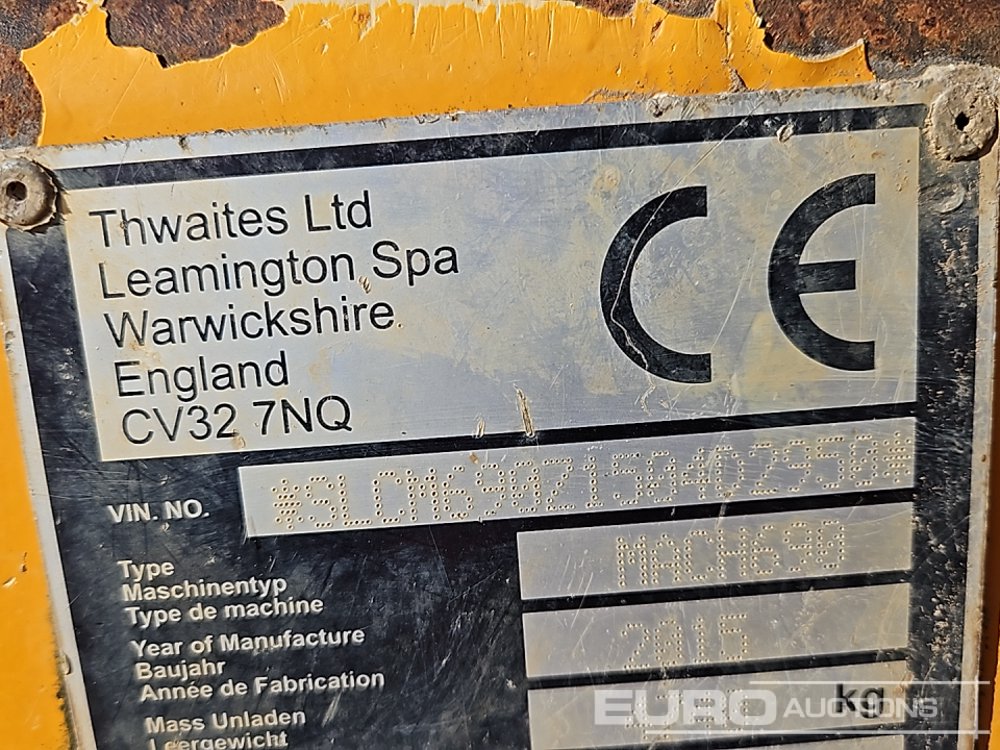 Thwaites Ltd
Leamington Spa
Warwickshire
England
CV32 7NQ
CE
VIN. NO.
*SLCM690Z1504D2950*
Type
Maschinentyp
Type de machine
MACH690
Year of Manufacture
Baujahr
Année de Fabrication
2015
Mass Unladen
Leergewicht
kg
EURO AUCTIONS